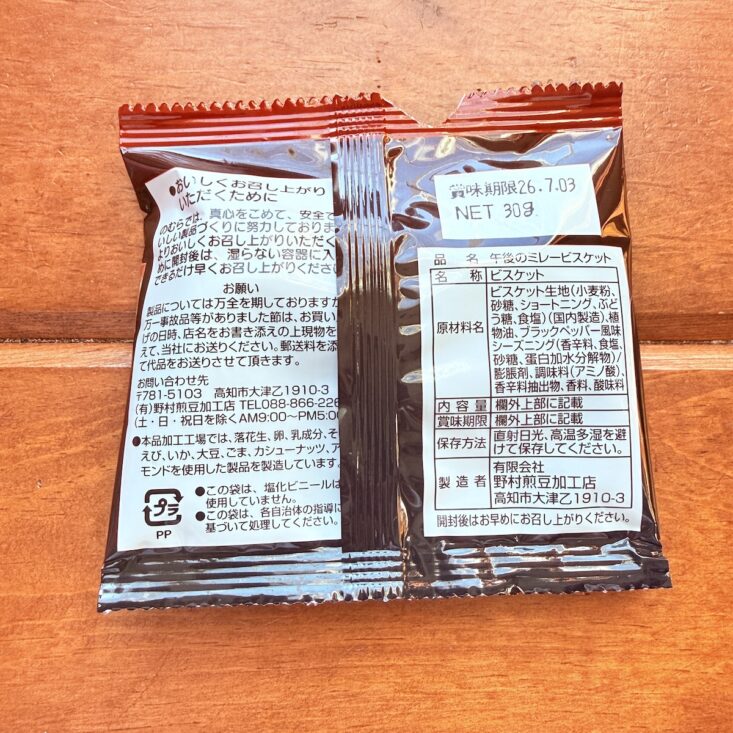 ●おいしくお召し上がり
いただくために
のむらでは、真心をこめて、安全で
いしい製品づくりに努力しておりま
よりおいしくお召し上がりいただく
めに開封後は、湿らない容器に入
できるだけ早くお召し上がりくださ
お願い
製品については万全を期しておりますが
万一事故品等がありました節は、お買い
げの日時、店名をお書き添えの上現物を
えて、当社にお送りください。郵送料を添
て代品をお送りさせて頂きます。
お問い合わせ先
〒781-5103 高知市大津乙1910-3
(有)野村煎豆加工店 TEL088-866-226
(土・日・祝日を除くAM9:00~PM5:00
●本品加工工場では、落花生、卵、乳成分、そ
えび、いか、大豆、ごま、カシューナッツ、ア
モンドを使用した製品を製造しています。
プラ
PP
●この袋は、塩化ビニールは
使用していません。
●この袋は、各自治体の指導に
基づいて処理してください。
賞味期限26.7.03
NET 30g
品名 午後のミレービスケット
名称 ビスケット
原材料名 ビスケット生地(小麦粉、
砂糖、ショートニング、ぶど
う糖、食塩)(国内製造)、植
物油、ブラックペッパー風味
シーズニング(香辛料、食塩、
砂糖、蛋白加水分解物)/
膨脹剤、調味料(アミノ酸)、
香辛料抽出物、香料、酸味料
内容量 欄外上部に記載
賞味期限 欄外上部に記載
保存方法 直射日光、高温多湿を避
けて保存してください。
製造者 有限会社
野村煎豆加工店
高知市大津乙1910-3
開封後はお早めにお召し上がりください。